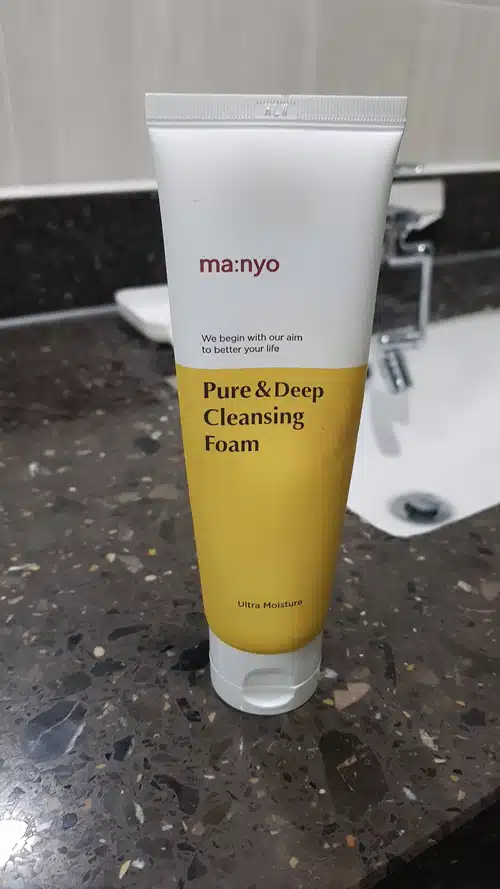 ma:nyo
We begin with our aim
to better your life
Pure & Deep
Cleansing
Foam
Ultra Moisture